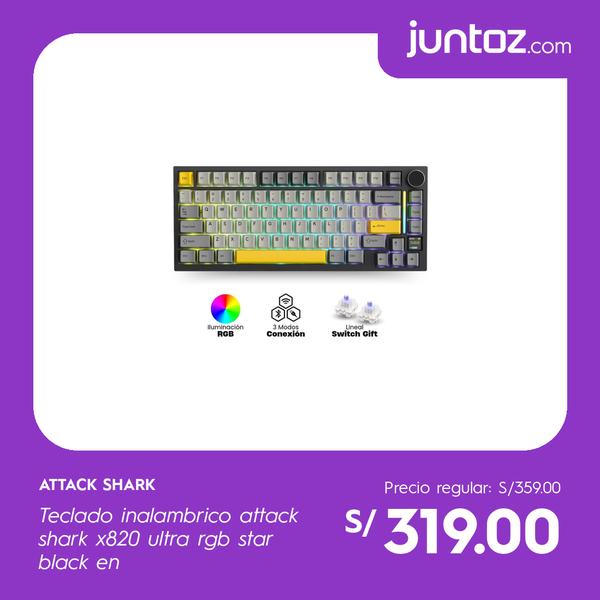 juntoz.com
Iluminación
RGB
3 Modos
Conexión
Lineal
Switch Gift
ATTACK SHARK
Teclado inalambrico attack
shark x820 ultra rgb star
black en
Precio regular: S/359.00
S/ 319.00